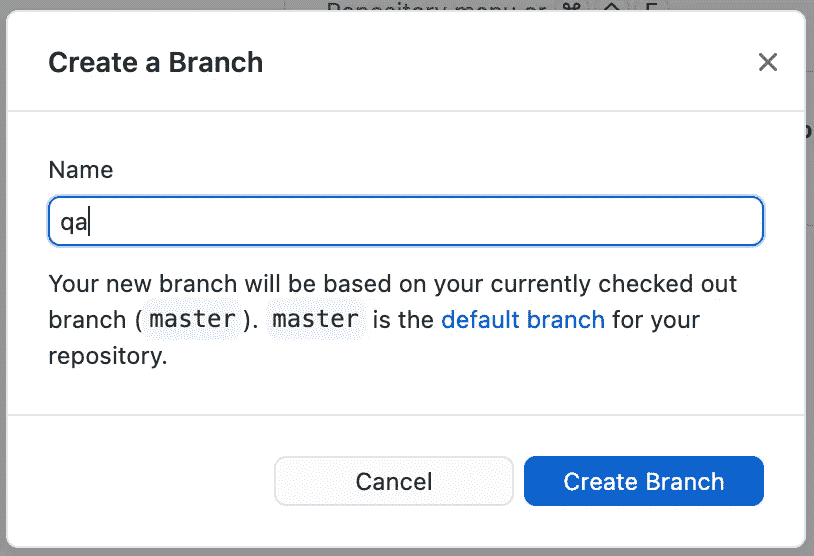 Repository menu or ⌘ ⌃ F
Create a Branch
Name
qa
Your new branch will be based on your currently checked out
branch (master). master is the default branch for your
repository.
Cancel
Create Branch